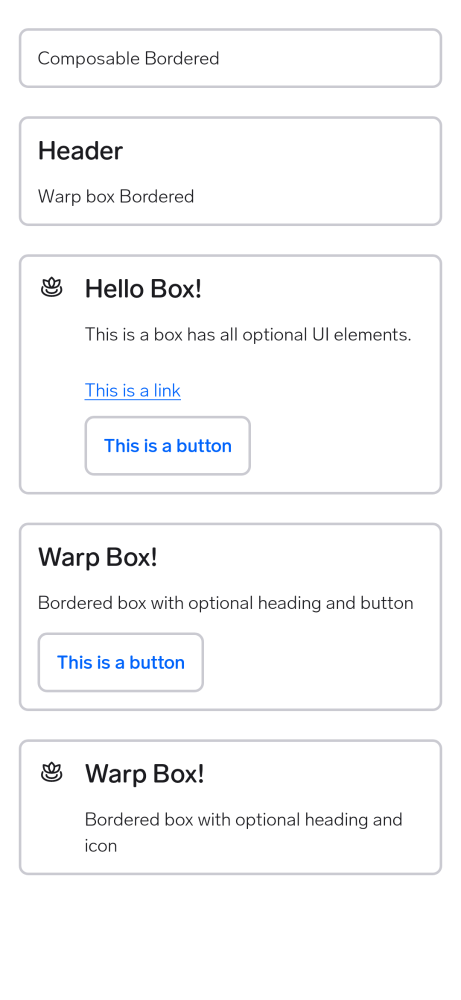 Composable Bordered
Header
Warp box Bordered
Hello Box!
This is a box has all optional UI elements.
This is a link
This is a button
Warp Box!
Bordered box with optional heading and button
This is a button
Warp Box!
Bordered box with optional heading and
icon